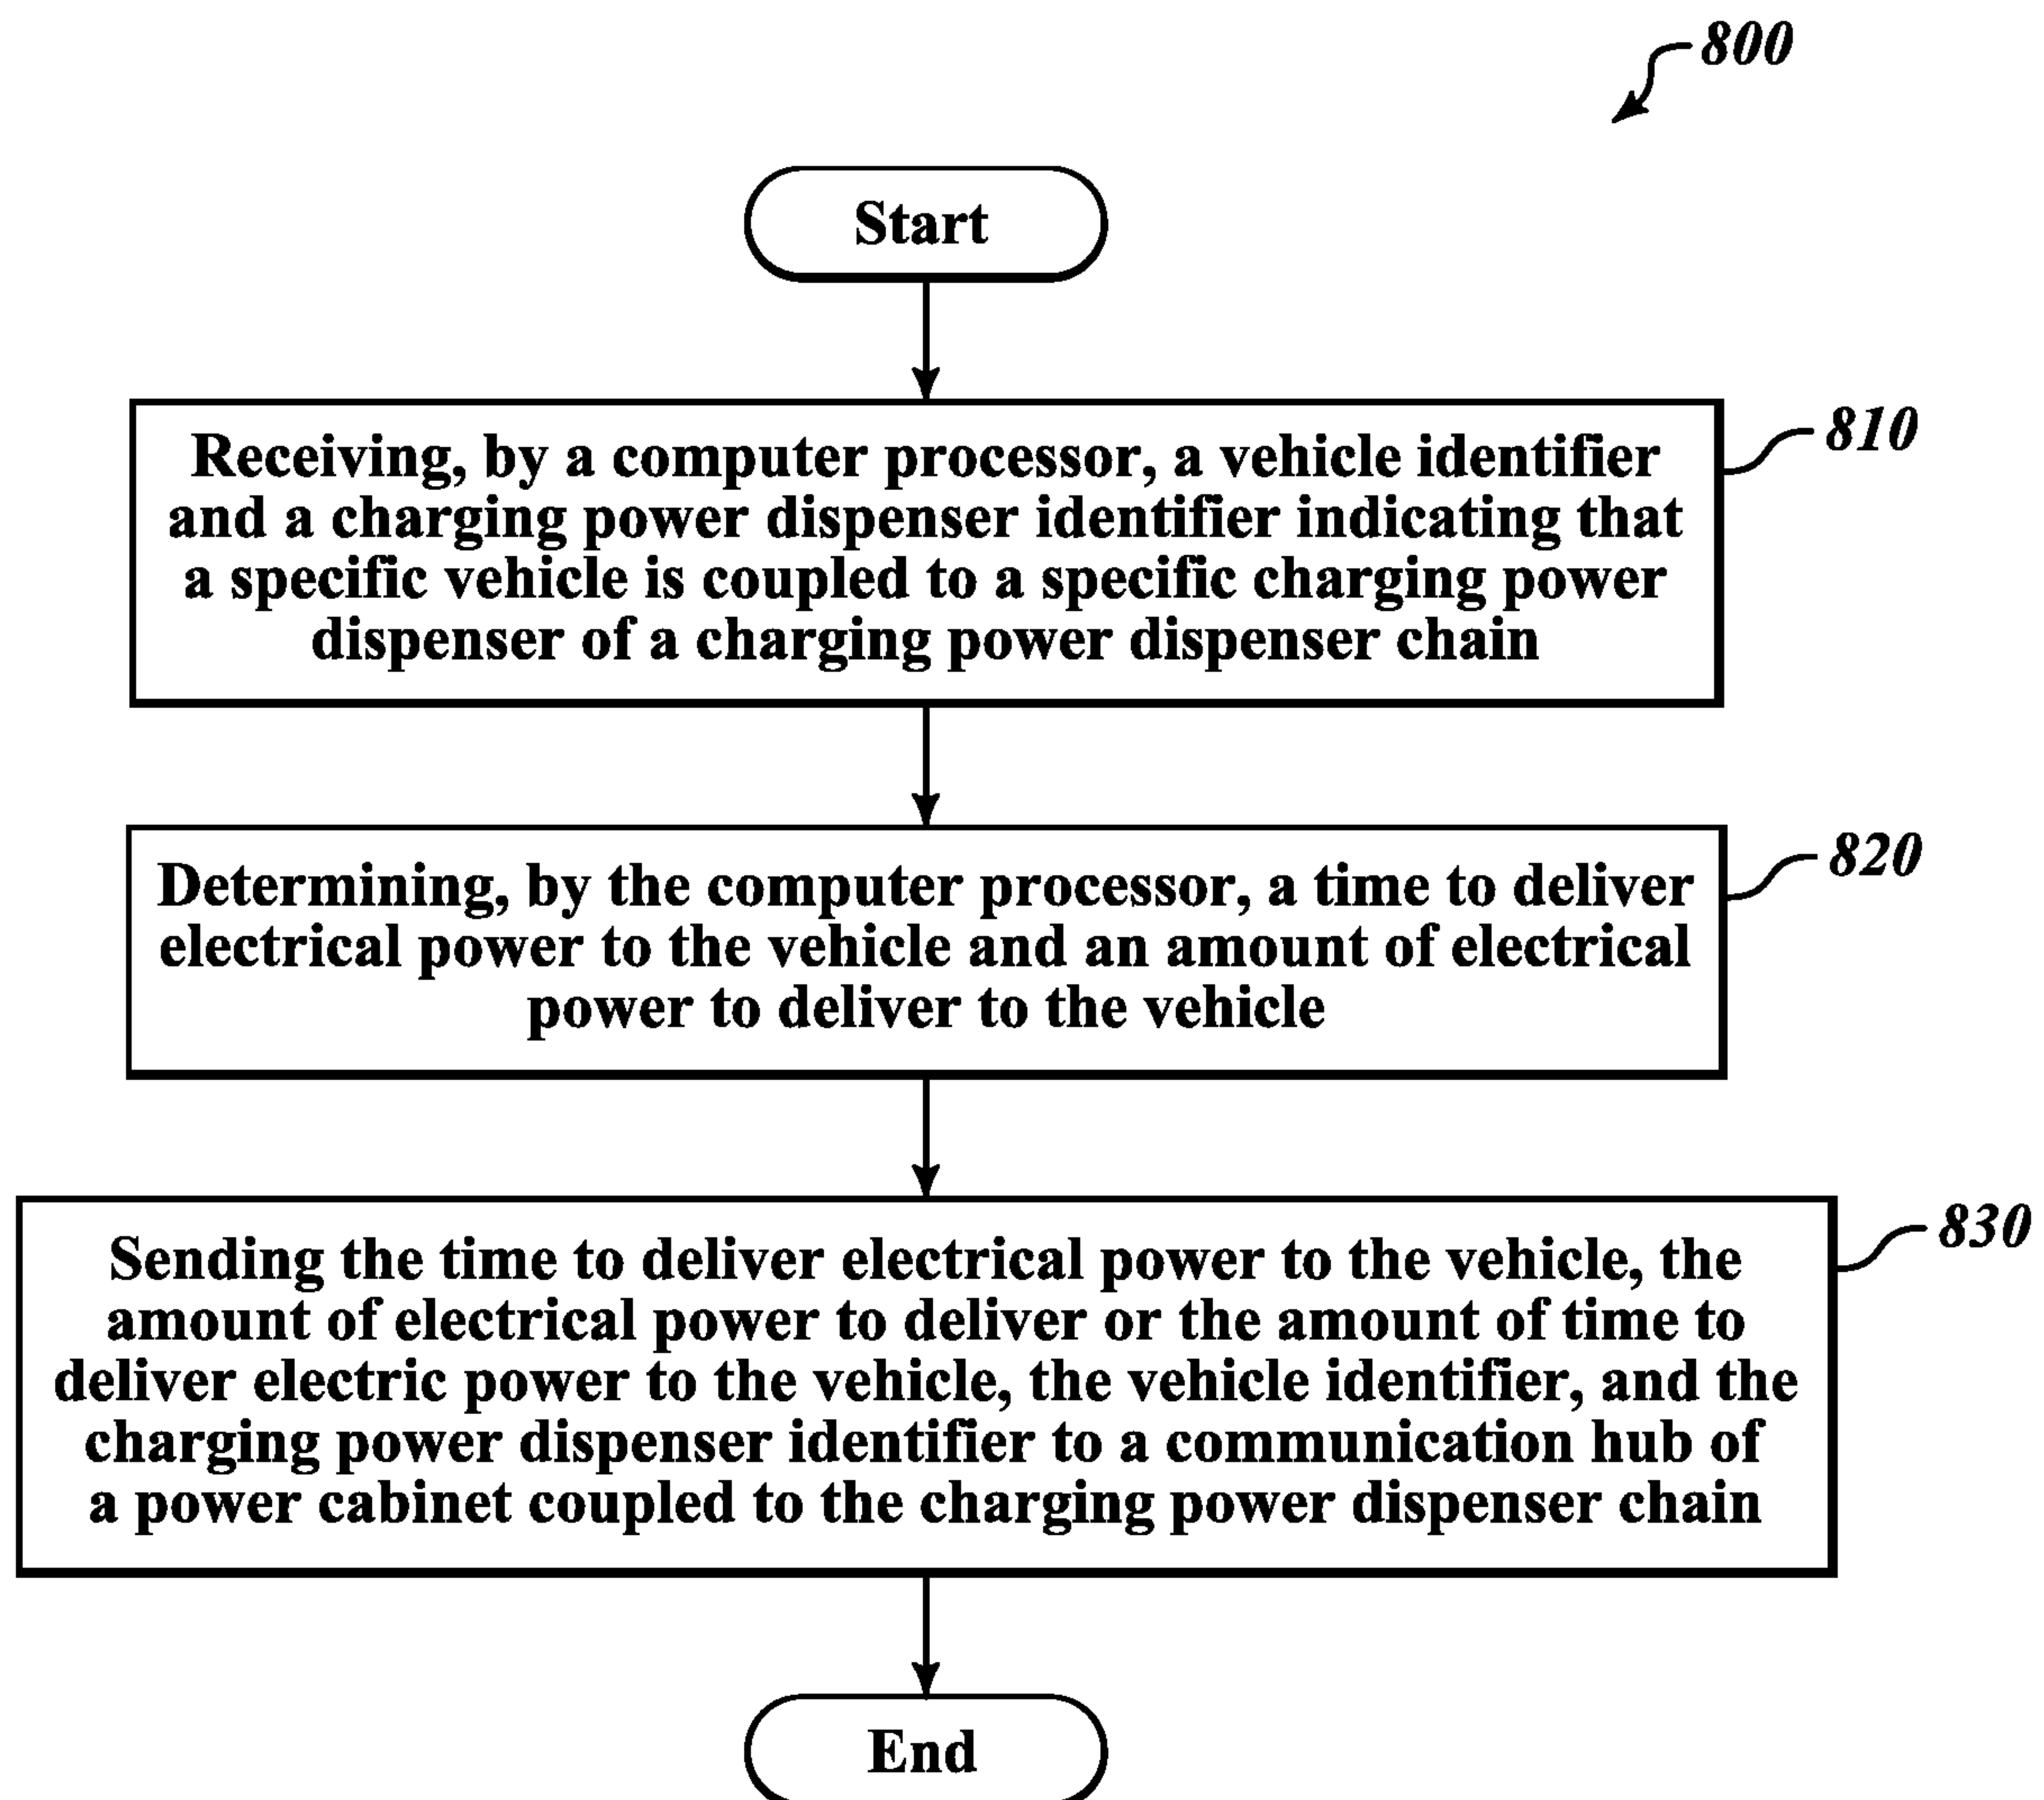 800
Start
Receiving, by a computer processor, a vehicle identifier
and a charging power dispenser identifier indicating that
a specific vehicle is coupled to a specific charging power
dispenser of a charging power dispenser chain
810
Determining, by the computer processor, a time to deliver
electrical power to the vehicle and an amount of electrical
power to deliver to the vehicle
820
Sending the time to deliver electrical power to the vehicle, the
amount of electrical power to deliver or the amount of time to
deliver electric power to the vehicle, the vehicle identifier, and the
charging power dispenser identifier to a communication hub of
a power cabinet coupled to the charging power dispenser chain
830
End